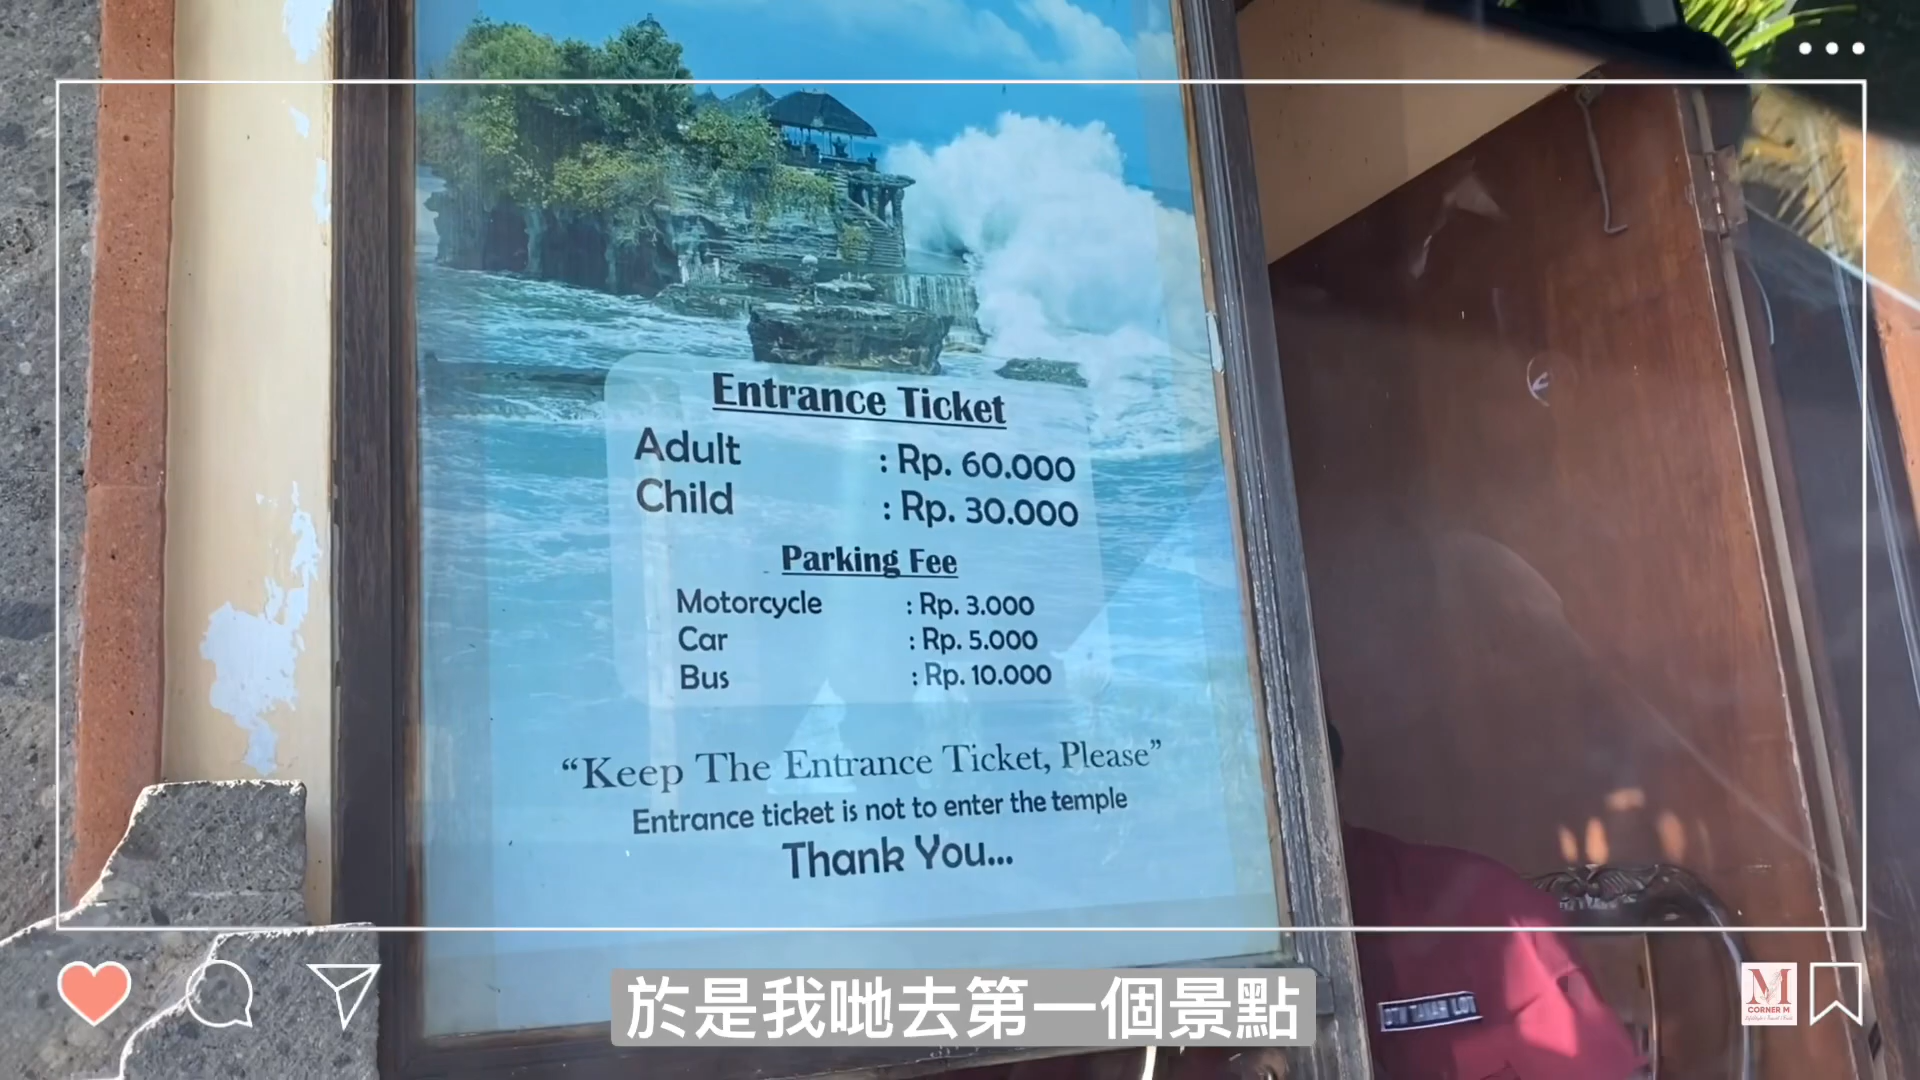 Entrance Ticket
Adult : Rp. 60.000
Child : Rp. 30.000
Parking Fee
Motorcycle : Rp. 3.000
Car : Rp. 5.000
Bus : Rp. 10.000
“Keep The Entrance Ticket, Please”
Entrance ticket is not to enter the temple
Thank You...
於是我哋去第一個景點
M
CORNER M